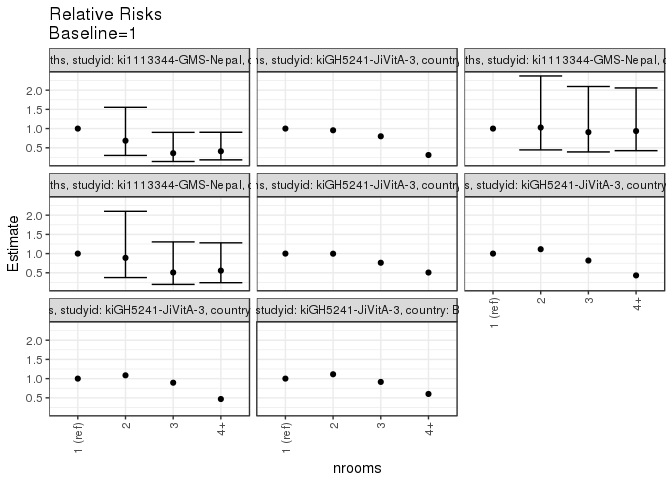 Relative Risks
Baseline=1
ths, studyid: ki1113344-GMS-Nepal,
studyid: kiGH5241-JiVitA-3, country
studyid: ki1113344-GMS-Nepal,
2.0
1.5
1.0
0.5
ths, studyid: ki1113344-GMS-Nepal,
studyid: kiGH5241-JiVitA-3, country
s, studyid: kiGH5241-JiVitA-3, country
2.0
1.5
1.0
0.5
Estimate
s, studyid: kiGH5241-JiVitA-3, country
studyid: kiGH5241-JiVitA-3, country: B
1 (ref)
2
3
4+
2.0
1.5
1.0
0.5
1 (ref)
2
3
4+
1 (ref)
2
3
4+
nrooms